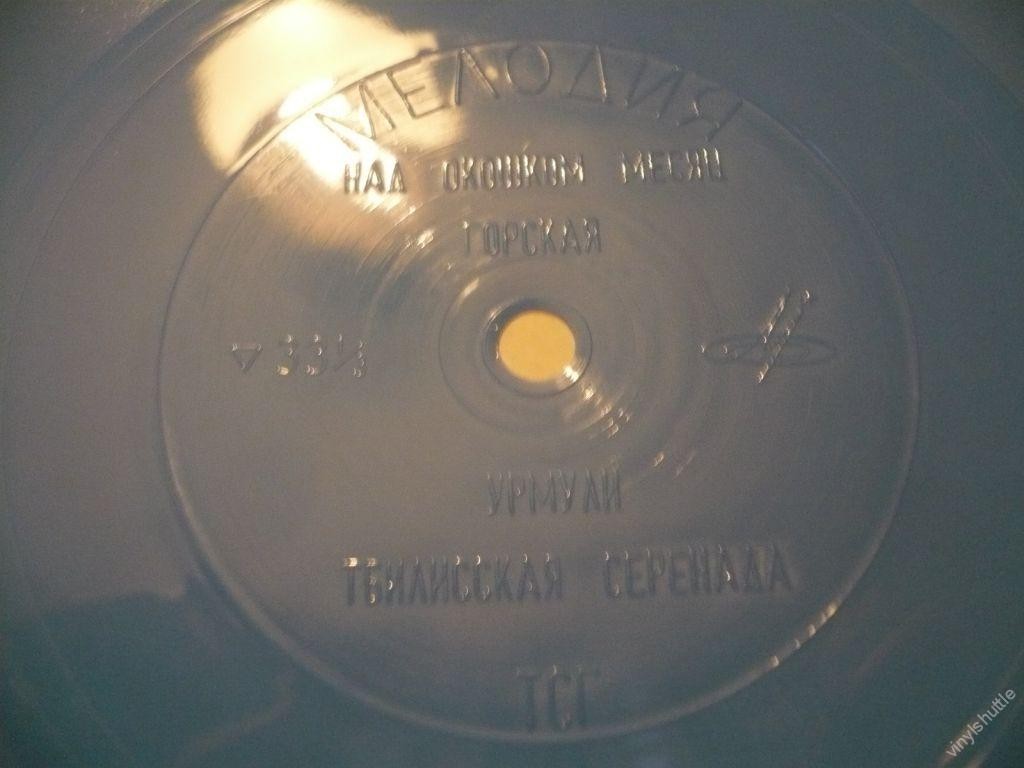 МЕЛОДИЯ
НАД ОКОШКОМ МЕСЯЦ
ГОРСКАЯ
▽ 33⅓
УРМУЛИ
ТБИЛИССКАЯ СЕРЕНАДА
ТСГ
vinylshuttle